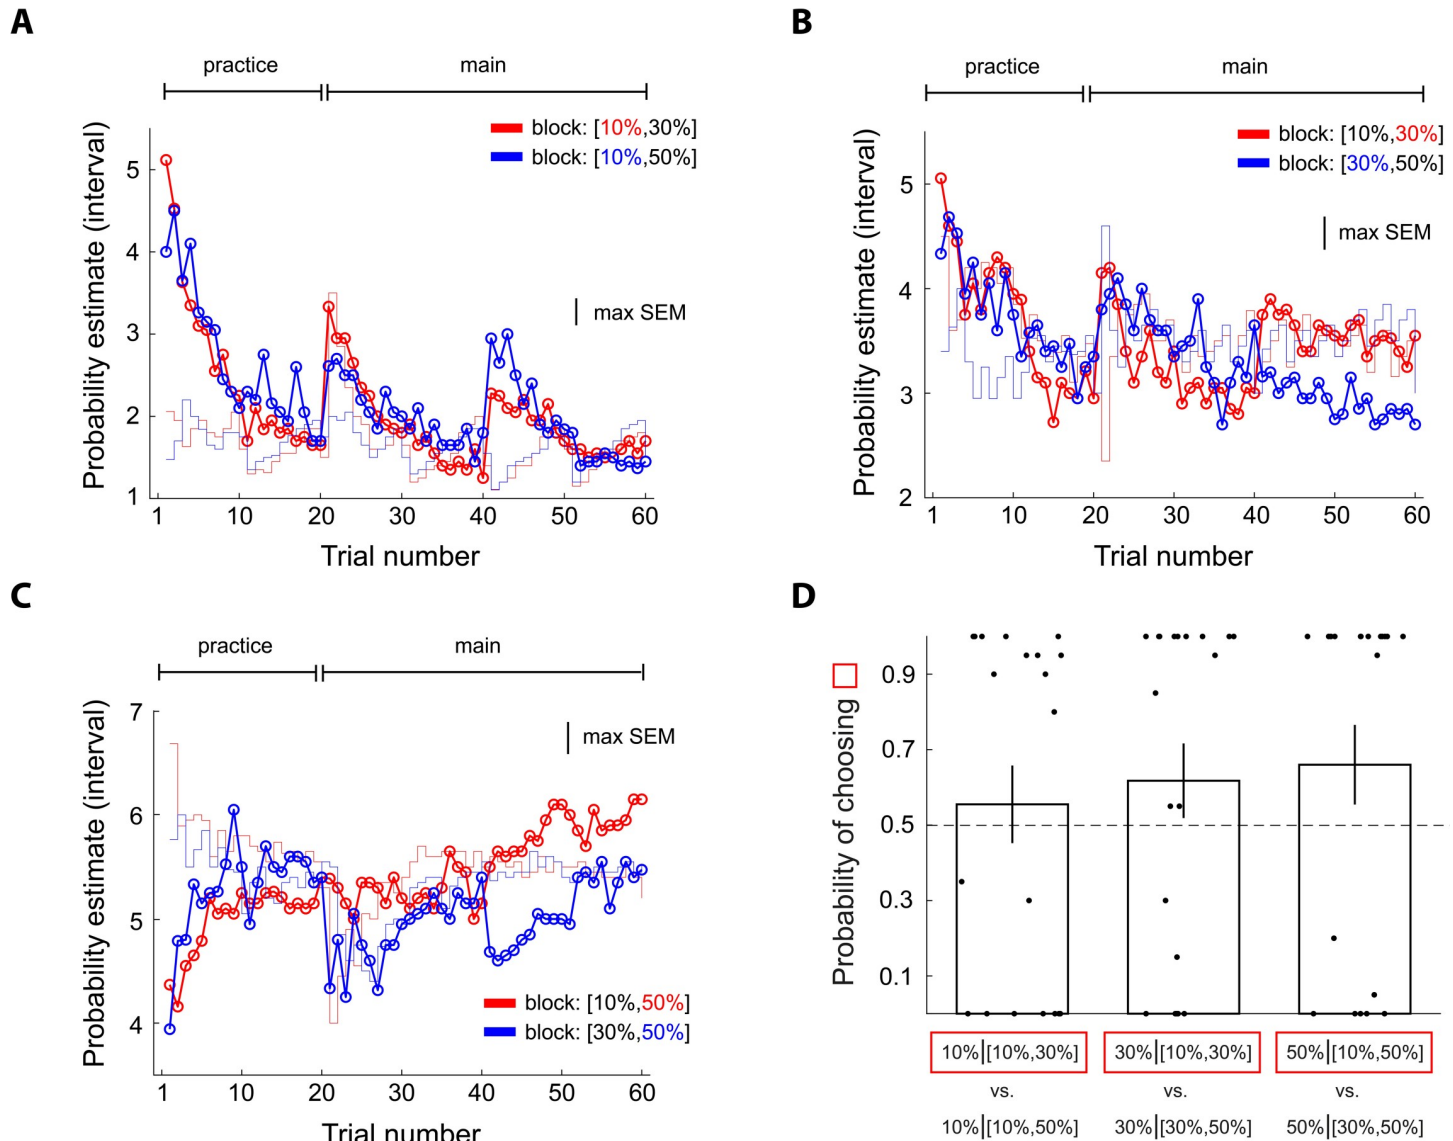 A
practice
main
block: [10%,30%]
block: [10%,50%]
max SEM
Probability estimate (interval)
5
4
3
2
1
1
10
20
30
40
50
60
Trial number
B
practice
main
block: [10%,30%]
block: [30%,50%]
max SEM
Probability estimate (interval)
5
4
3
2
1
10
20
30
40
50
60
Trial number
C
practice
main
max SEM
Probability estimate (interval)
7
6
5
4
block: [10%,50%]
block: [30%,50%]
1
10
20
30
40
50
60
Trial number
D
Probability of choosing
0.9
0.7
0.5
0.3
0.1
10%|[10%,30%]
30%|[10%,30%]
50%|[10%,50%]
vs.
vs.
vs.
10%|[10%,50%]
30%|[30%,50%]
50%|[30%,50%]